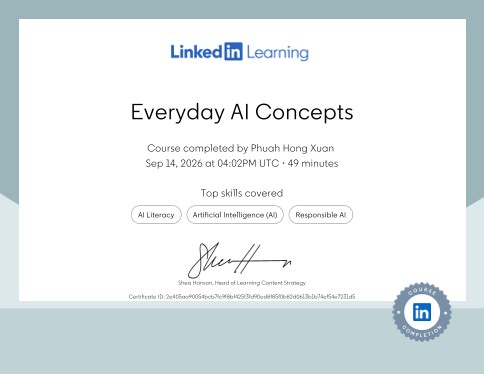 LinkedIn Learning
Everyday AI Concepts
Course completed by Phuah Hong Xuan
Sep 14, 2026 at 04:02PM UTC • 49 minutes
Top skills covered
AI Literacy
Artificial Intelligence (AI)
Responsible AI
Shea Hanson, Head of Learning Content Strategy
Certificate ID:
COURSE
in
COMPLETION